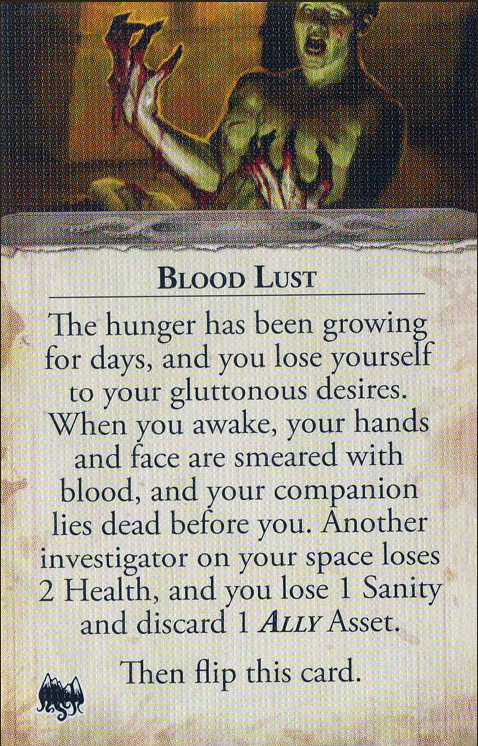 Blood Lust
The hunger has been growing
for days, and you lose yourself
to your gluttonous desires.
When you awake, your hands
and face are smeared with
blood, and your companion
lies dead before you. Another
investigator on your space loses
2 Health, and you lose 1 Sanity
and discard 1 Ally Asset.
Then flip this card.